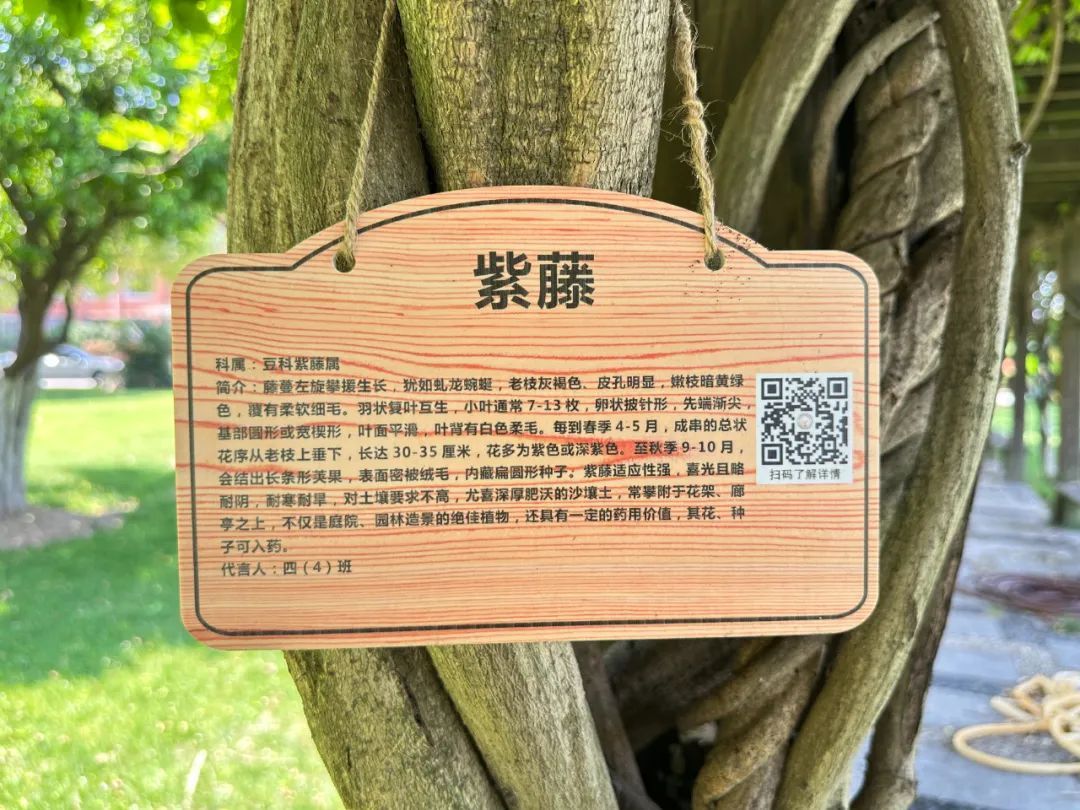 紫藤
科属：豆科紫藤属
简介：藤蔓左旋攀援生长，犹如虬龙蜿蜒，老枝灰褐色、皮孔明显，嫩枝暗黄绿
色，覆有柔软细毛。羽状复叶互生，小叶通常7-13枚，卵状披针形，先端渐尖，
基部圆形或宽楔形，叶面平滑，叶背有白色柔毛。每到春季4-5月，成串的总状
花序从老枝上垂下，长达30-35厘米，花多为紫色或深紫色。至秋季9-10月，
会结出长条形荚果，表面密被绒毛，内藏扁圆形种子。紫藤适应性强，喜光且略
耐阴，耐寒耐旱，对土壤要求不高，尤喜深厚肥沃的沙壤土，常攀附于花架、廊
亭之上，不仅是庭院、园林造景的绝佳植物，还具有一定的药用价值，其花、种
子可入药。
代言人：四（4）班
扫码了解详情